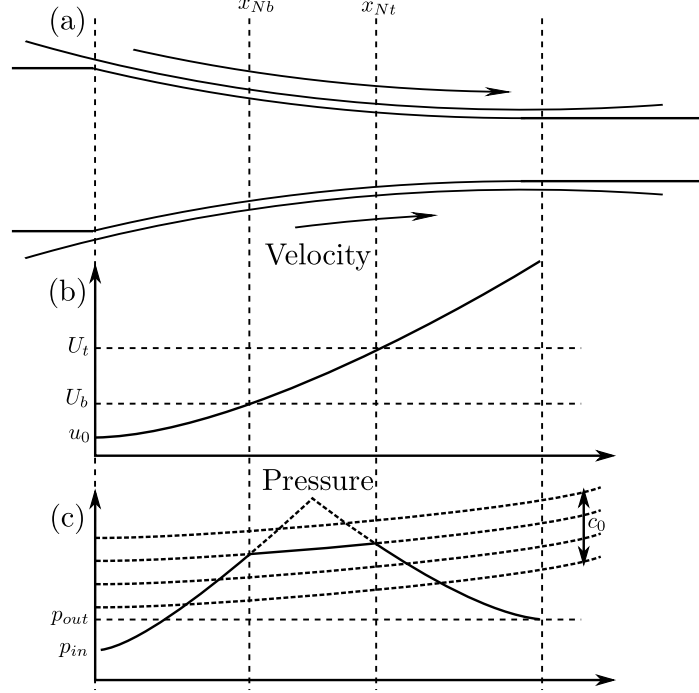 x_{Nb} x_{Nt}
(a)
Velocity
(b)
U_t
U_b
u_0
Pressure
(c)
c_0
p_{out}
p_{in}